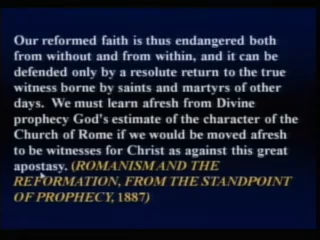 Our reformed faith is thus endangered both
from without and from within, and it can be
defended only by a resolute return to the true
witness borne by saints and martyrs of other
days.  We must learn afresh from Divine
prophecy God's estimate of the character of the
Church of Rome if we would be moved afresh
to be witnesses for Christ as against this great
apostasy. (ROMANISM AND THE
REFORMATION, FROM THE STANDPOINT
OF PROPHECY, 1887)